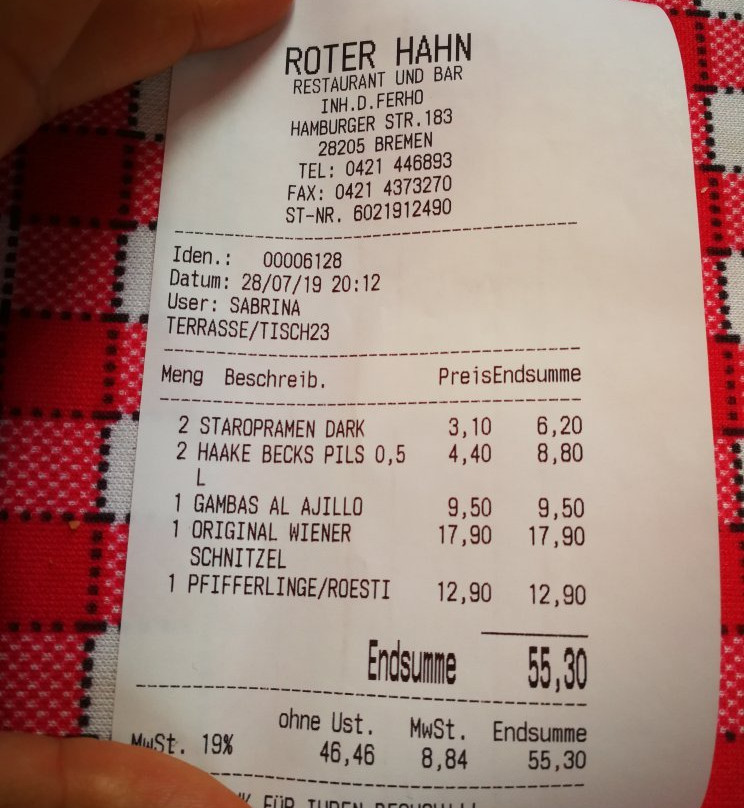 ROTER HAHN
RESTAURANT UND BAR
INH.D.FERHO
HAMBURGER STR.183
28205 BREMEN
TEL: 0421 446893
FAX: 0421 4373270
ST-NR. 6021912490
Iden.: 00006128
Datum: 28/07/19 20:12
User: SABRINA
TERRASSE/TISCH23
Meng Beschreib. PreisEndsumme
2 STAROPRAMEN DARK 3,10 6,20
2 HAAKE BECKS PILS 0,5 4,40 8,80
L
1 GAMBAS AL AJILLO 9,50 9,50
1 ORIGINAL WIENER 17,90 17,90
SCHNITZEL
1 PFIFFERLINGE/ROESTI 12,90 12,90
Endsumme 55,30
ohne Ust. MwSt. Endsumme
MwSt. 19% 46,46 8,84 55,30
FÜR